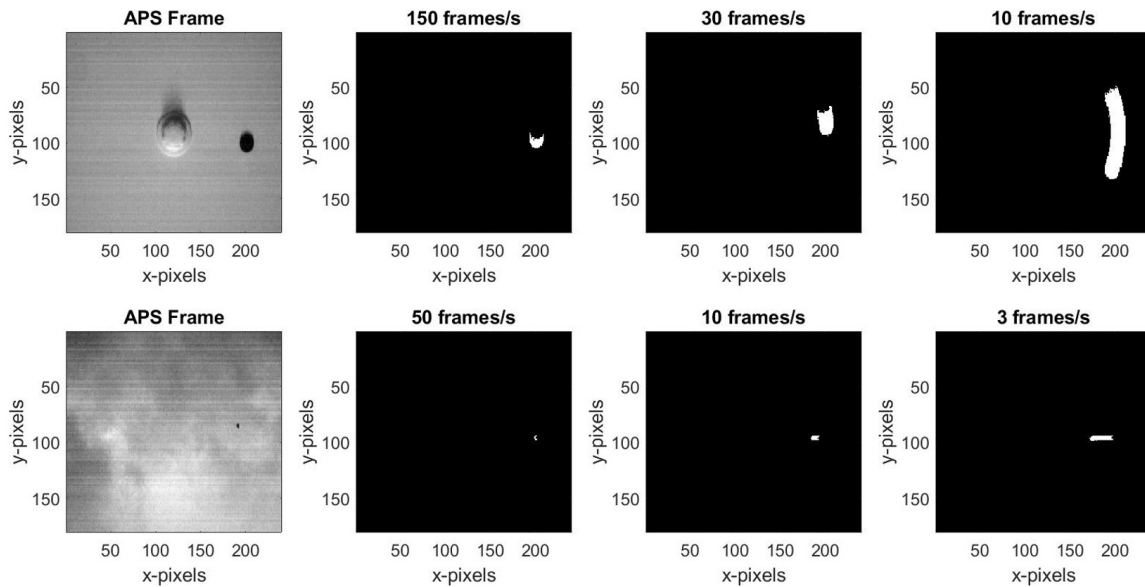 APS Frame 150 frames/s 30 frames/s 10 frames/s
50 50 50 50
y-pixels y-pixels y-pixels y-pixels
100 100 100 100
150 150 150 150
50 100 150 200 50 100 150 200 50 100 150 200 50 100 150 200
x-pixels x-pixels x-pixels x-pixels
APS Frame 50 frames/s 10 frames/s 3 frames/s
50 50 50 50
y-pixels y-pixels y-pixels y-pixels
100 100 100 100
150 150 150 150
50 100 150 200 50 100 150 200 50 100 150 200 50 100 150 200
x-pixels x-pixels x-pixels x-pixels